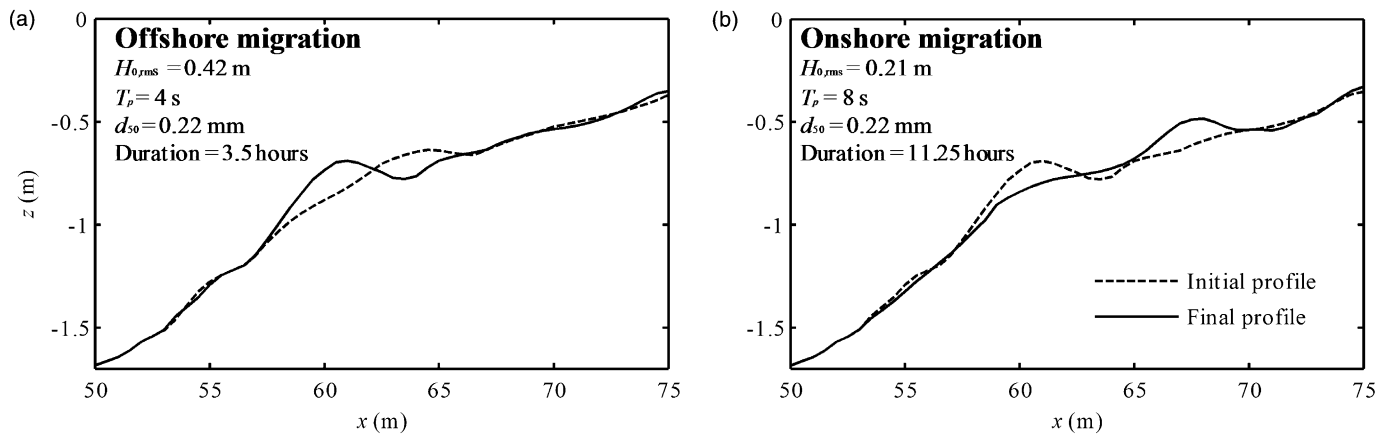 (a)
Offshore migration
H0,rms = 0.42 m
Tp = 4 s
d50 = 0.22 mm
Duration = 3.5 hours
z (m)
0
-0.5
-1
-1.5
50 55 60 65 70 75
x (m)
(b)
Onshore migration
H0,rms = 0.21 m
Tp = 8 s
d50 = 0.22 mm
Duration = 11.25 hours
0
-0.5
-1
-1.5
Initial profile
Final profile
50 55 60 65 70 75
x (m)